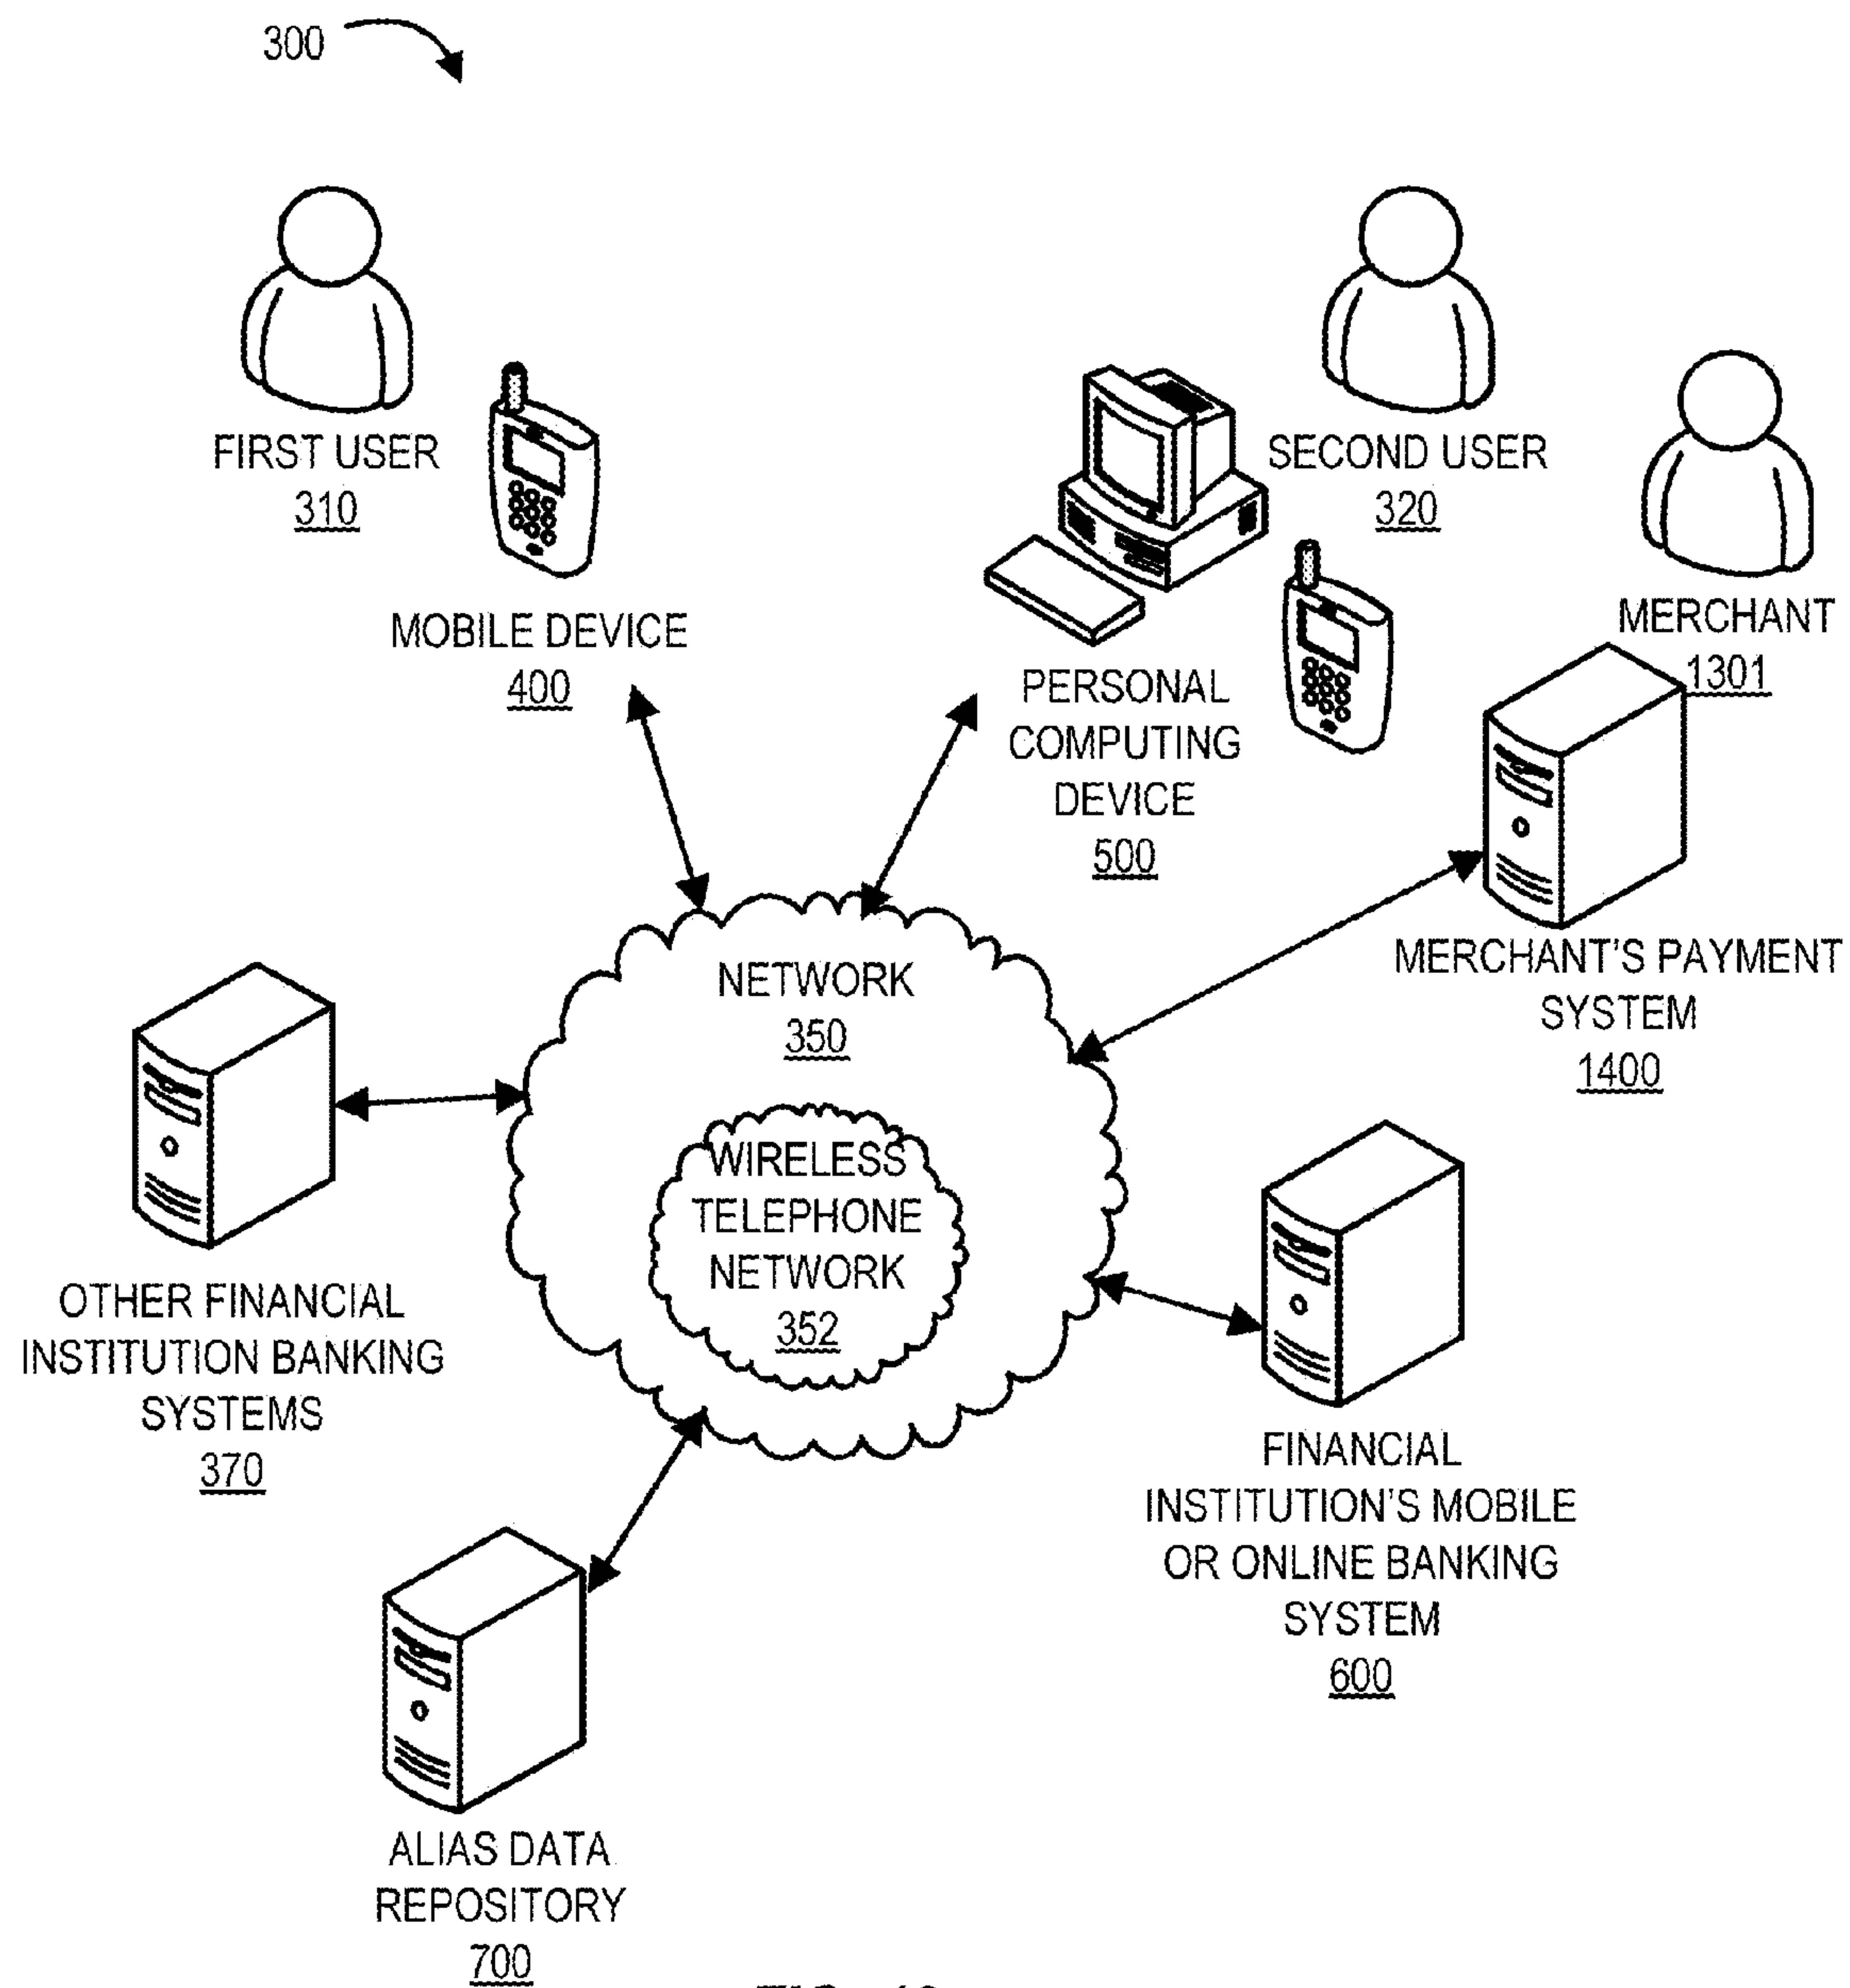 300
FIRST USER
310
MOBILE DEVICE
400
SECOND USER
320
PERSONAL
COMPUTING
DEVICE
500
MERCHANT
1301
MERCHANT'S PAYMENT
SYSTEM
1400
NETWORK
350
WIRELESS
TELEPHONE
NETWORK
352
OTHER FINANCIAL
INSTITUTION BANKING
SYSTEMS
370
FINANCIAL
INSTITUTION'S MOBILE
OR ONLINE BANKING
SYSTEM
600
ALIAS DATA
REPOSITORY
700